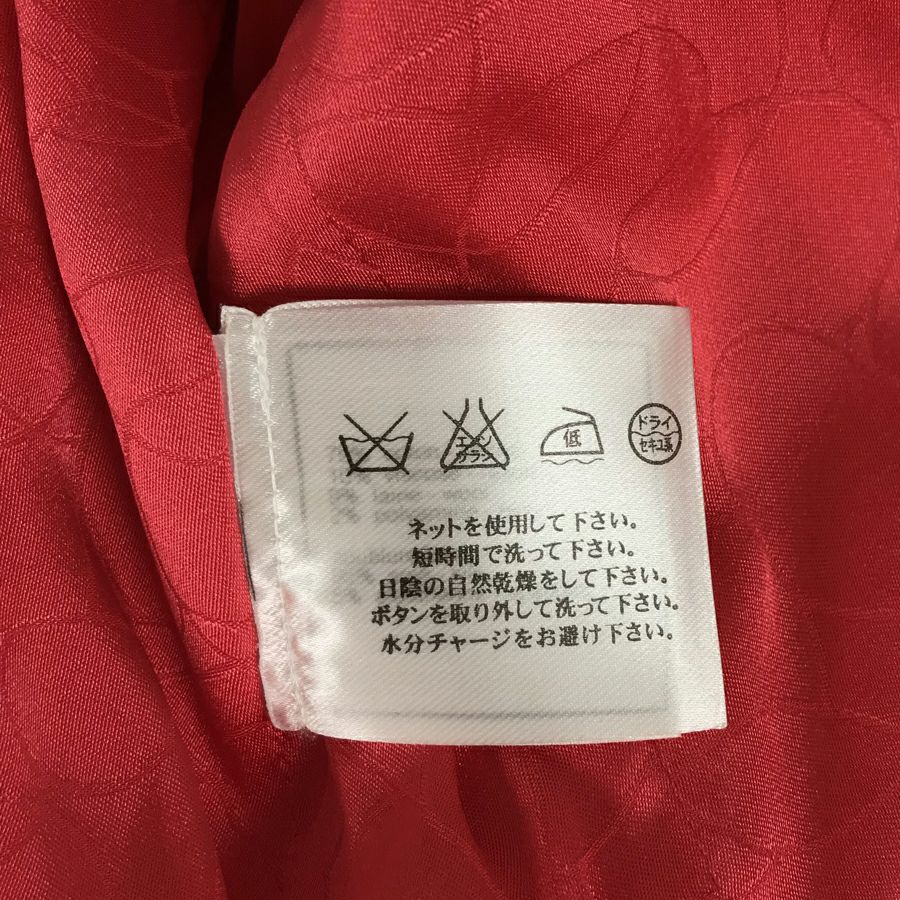 エンソ
サラシ
低
ドライ
セキユ系
ネットを使用して下さい。
短時間で洗って下さい。
日陰の自然乾燥をして下さい。
ボタンを取り外して洗って下さい。
水分チャージをお避け下さい。